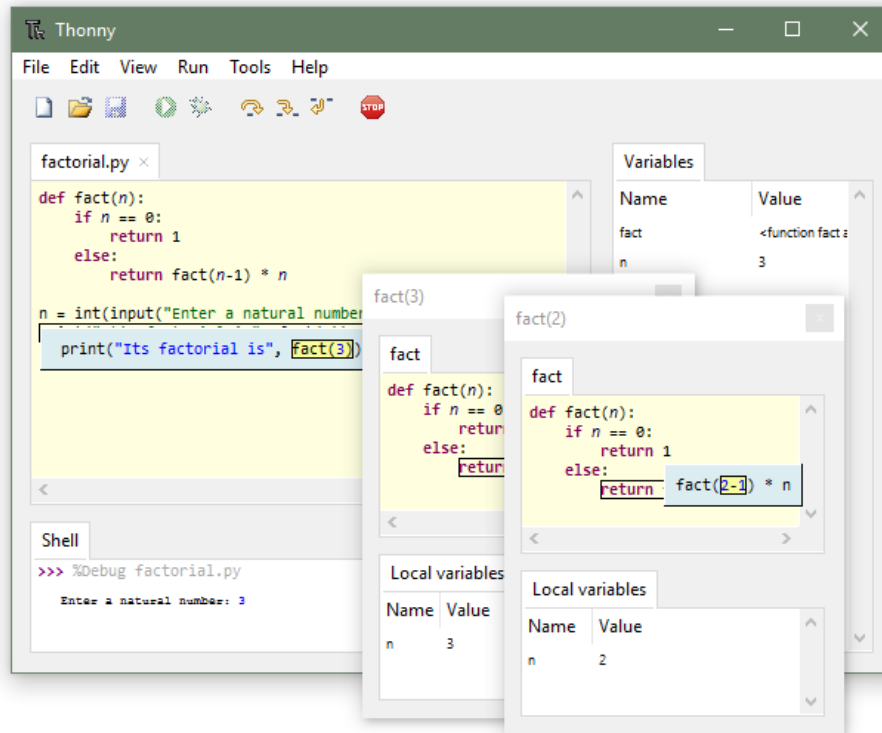 Thonny
File Edit View Run Tools Help
STOP
factorial.py ×
def fact(n):
if n == 0:
return 1
else:
return fact(n-1) * n
n = int(input("Enter a natural number
print("Its factorial is", fact(3))
Shell
>>> %Debug factorial.py
Enter a natural number: 3
Variables
Name Value
fact <function fact a
n 3
fact(3)
fact
def fact(n):
if n == 0
retur
else:
retur
Local variables
Name Value
n 3
fact(2)
fact
def fact(n):
if n == 0:
return 1
else:
return
fact(2-1) * n
Local variables
Name Value
n 2